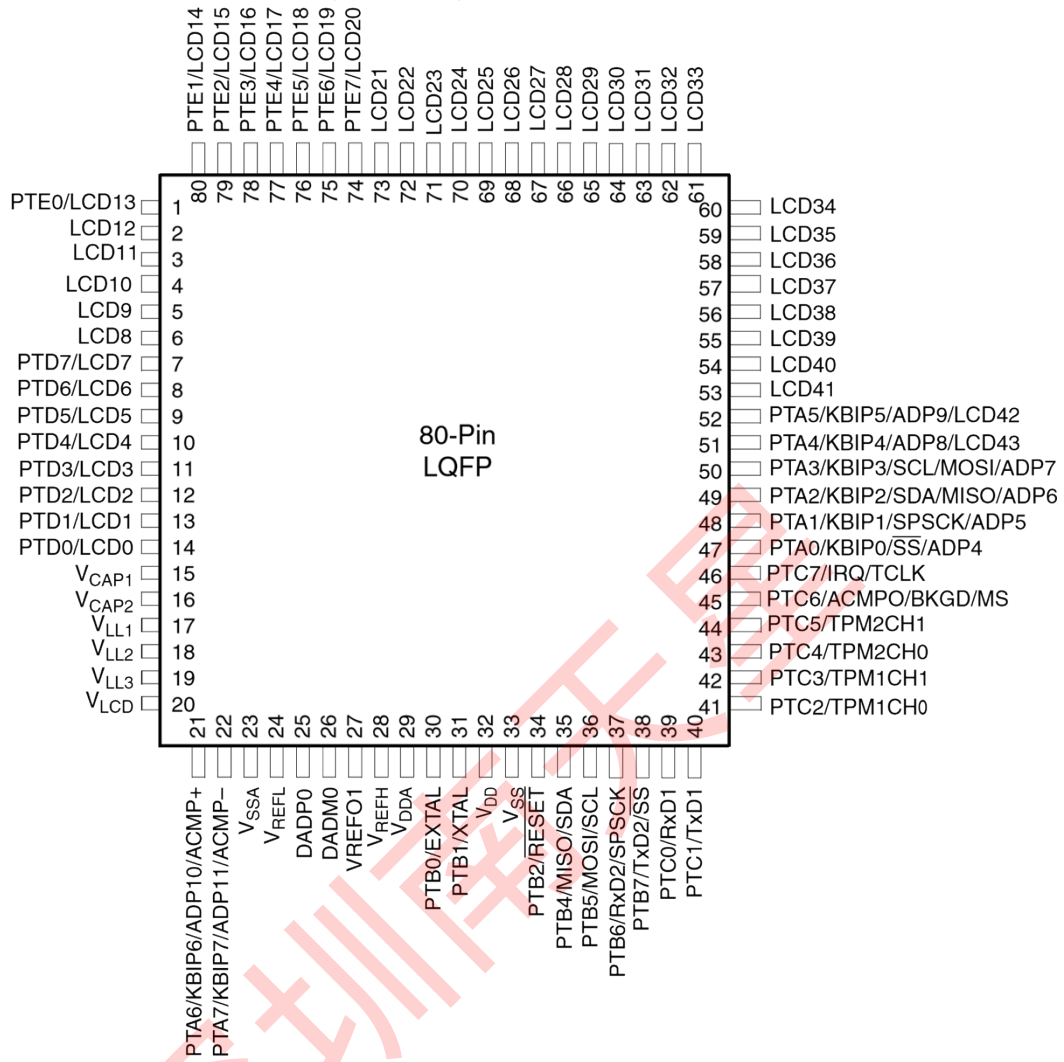 PTE1/LCD14
PTE2/LCD15
PTE3/LCD16
PTE4/LCD17
PTE5/LCD18
PTE6/LCD19
PTE7/LCD20
LCD21
LCD22
LCD23
LCD24
LCD25
LCD26
LCD27
LCD28
LCD29
LCD30
LCD31
LCD32
LCD33
80 79 78 77 76 75 74 73 72 71 70 69 68 67 66 65 64 63 62 61
PTE0/LCD13 1
LCD12 2
LCD11 3
LCD10 4
LCD9 5
LCD8 6
PTD7/LCD7 7
PTD6/LCD6 8
PTD5/LCD5 9
PTD4/LCD4 10
PTD3/LCD3 11
PTD2/LCD2 12
PTD1/LCD1 13
PTD0/LCD0 14
VCAP1 15
VCAP2 16
VLL1 17
VLL2 18
VLL3 19
VLCD 20
80-Pin
LQFP
60 LCD34
59 LCD35
58 LCD36
57 LCD37
56 LCD38
55 LCD39
54 LCD40
53 LCD41
52 PTA5/KBIP5/ADP9/LCD42
51 PTA4/KBIP4/ADP8/LCD43
50 PTA3/KBIP3/SCL/MOSI/ADP7
49 PTA2/KBIP2/SDA/MISO/ADP6
48 PTA1/KBIP1/SPSCK/ADP5
47 PTA0/KBIP0/SS/ADP4
46 PTC7/IRQ/TCLK
45 PTC6/ACMPO/BKGD/MS
44 PTC5/TPM2CH1
43 PTC4/TPM2CH0
42 PTC3/TPM1CH1
41 PTC2/TPM1CH0
21 22 23 24 25 26 27 28 29 30 31 32 33 34 35 36 37 38 39 40
PTA6/KBIP6/ADP10/ACMP+
PTA7/KBIP7/ADP11/ACMP–
VSSA
VREFL
DADP0
DADM0
VREFO1
VREFH
VDDA
PTB0/EXTAL
PTB1/XTAL
VDD
VSS
PTB2/RESET
PTB4/MISO/SDA
PTB5/MOSI/SCL
PTB6/RxD2/SPSCK
PTB7/TxD2/SS
PTC0/RxD1
PTC1/TxD1
圳南天星